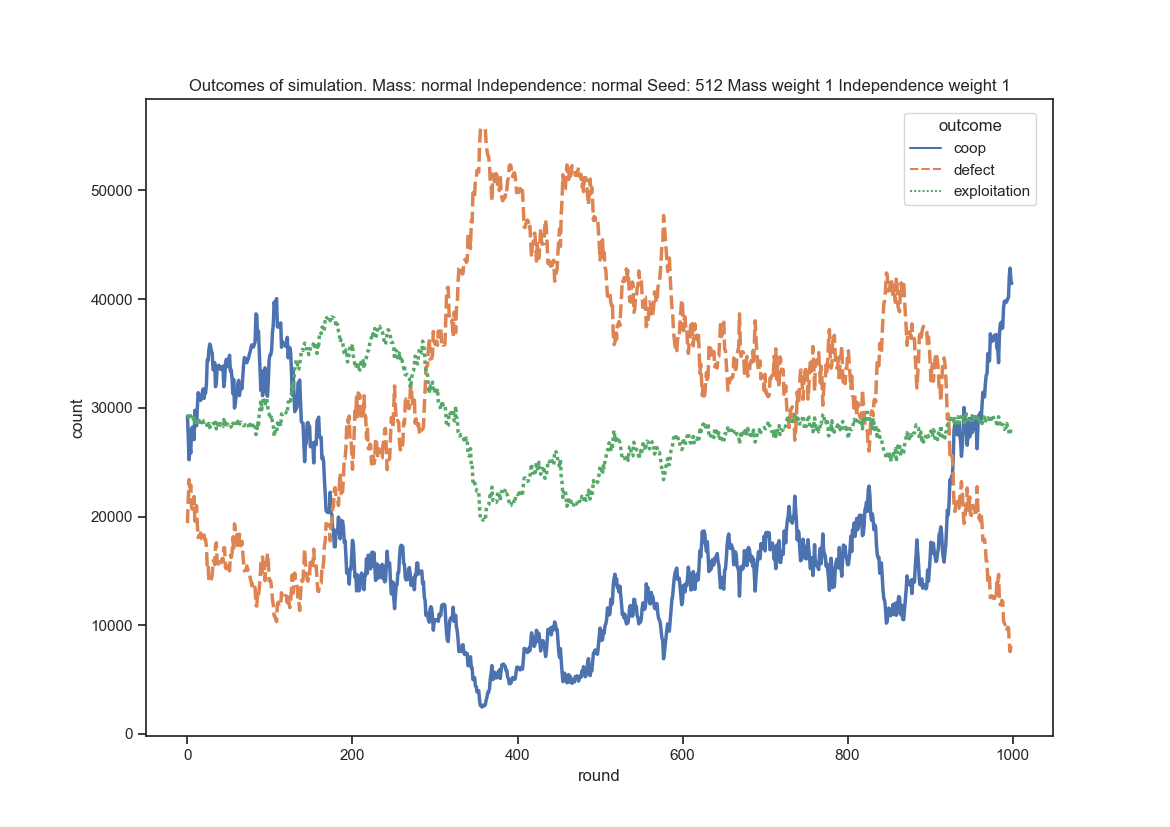 Outcomes of simulation. Mass: normal Independence: normal Seed: 512 Mass weight 1 Independence weight 1
outcome
coop
defect
exploitation
count
50000
40000
30000
20000
10000
0
0 200 400 600 800 1000
round